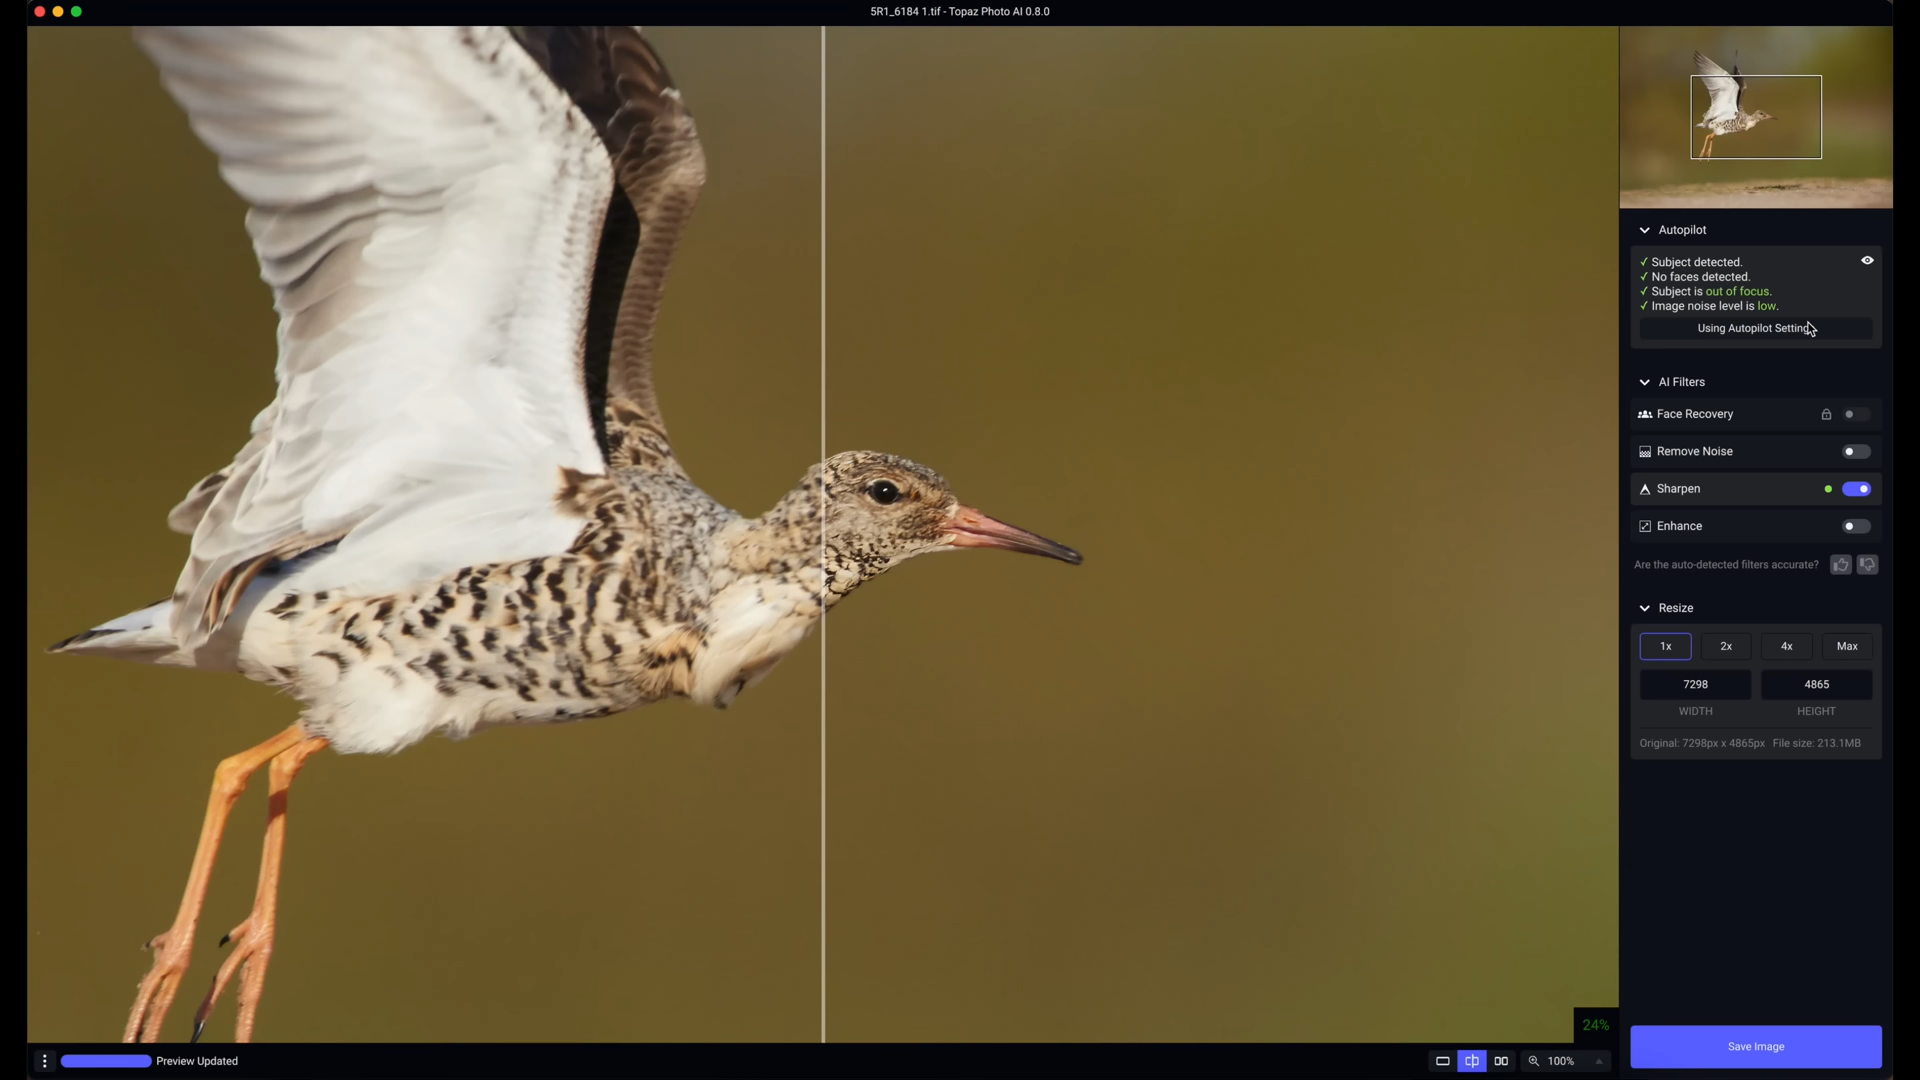 5R1_6184 1.tif - Topaz Photo AI 0.8.0
Autopilot
Subject detected.
No faces detected.
Subject is out of focus.
Image noise level is low.
Using Autopilot Setting
AI Filters
Face Recovery
Remove Noise
Sharpen
Enhance
Are the auto-detected filters accurate?
Resize
1x 2x 4x Max
7298 4865
WIDTH HEIGHT
Original: 7298px x 4865px File size: 213.1MB
24%
Save Image
Preview Updated
100%